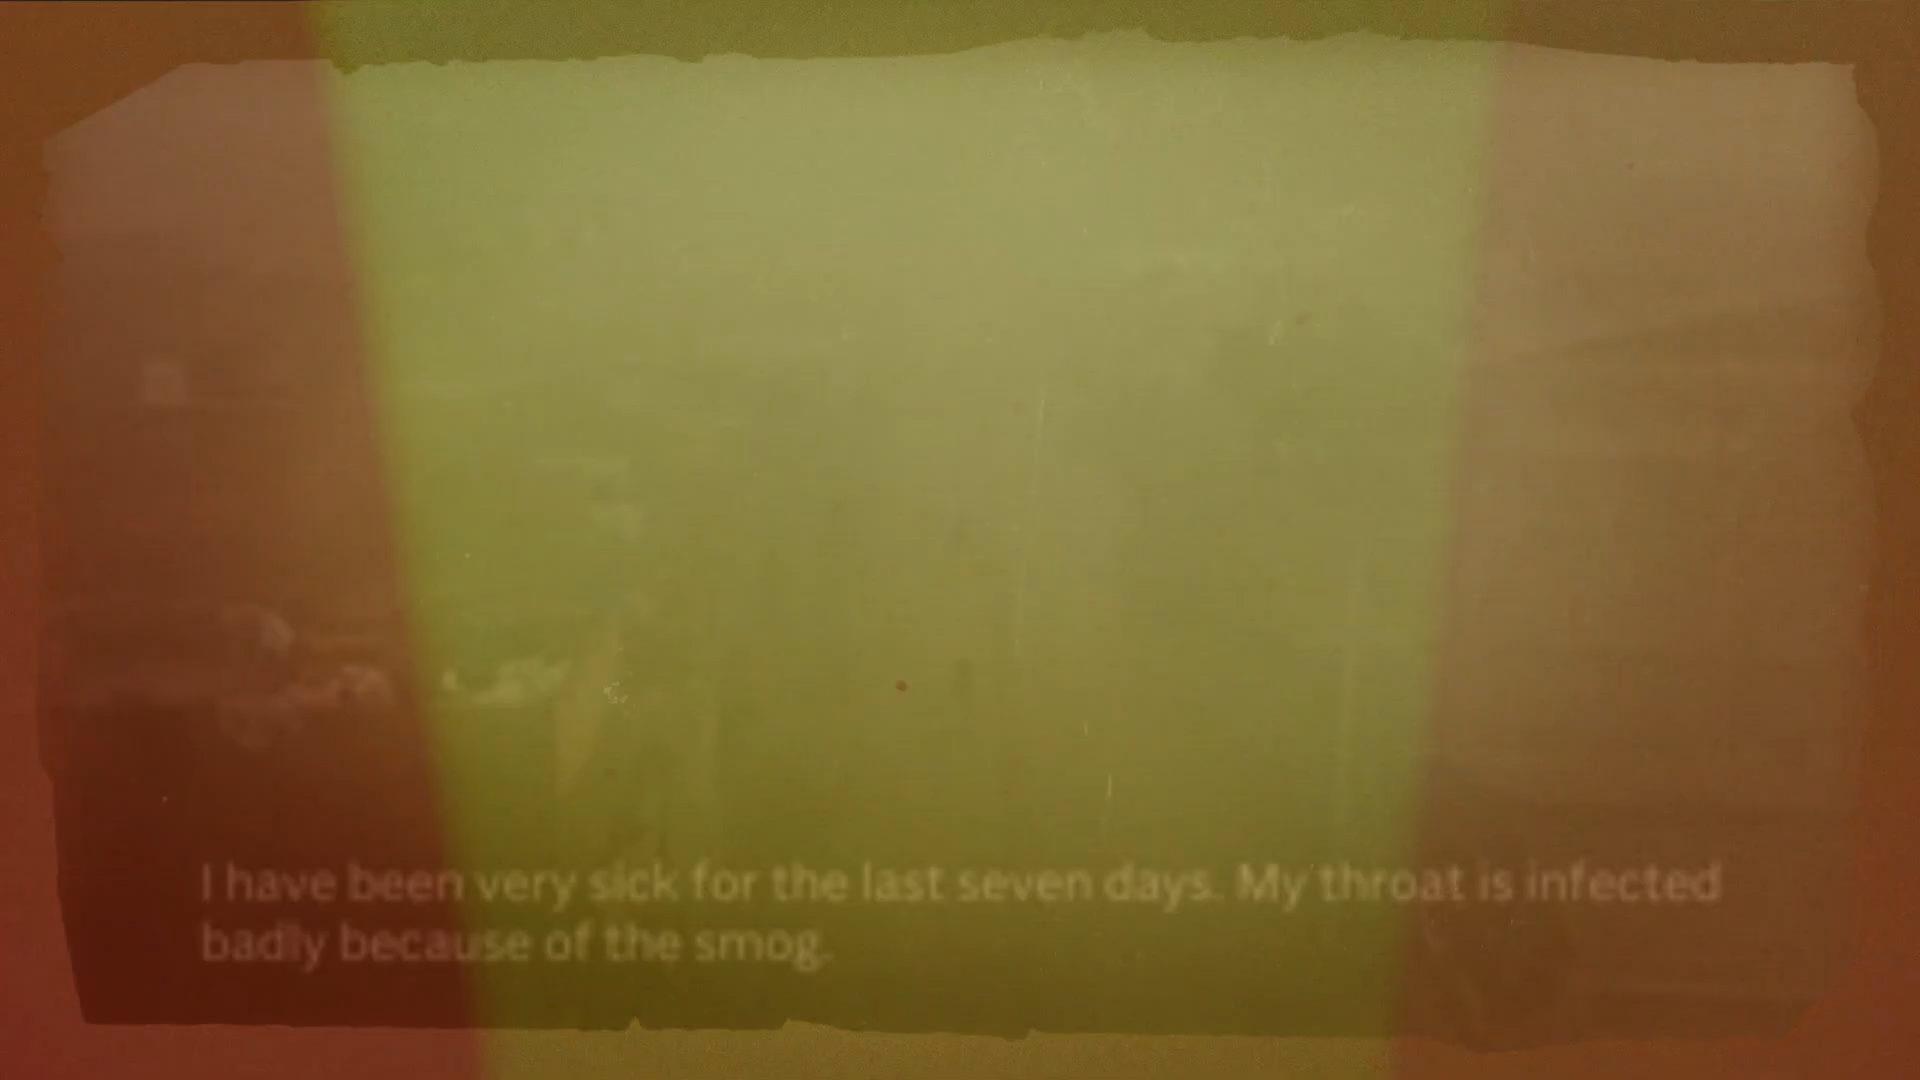 I have been very sick for the last seven days. My throat is infected
badly because of the smog.